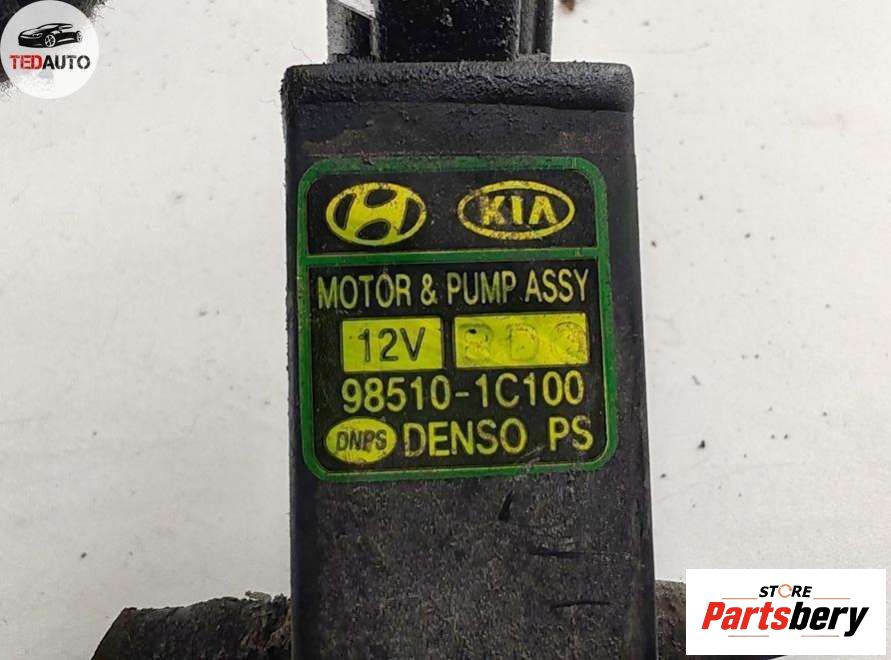 TEDAUTO
KIA
MOTOR & PUMP ASSY
12V
98510-1C100
DNPS DENSO PS
STORE
Partsbery